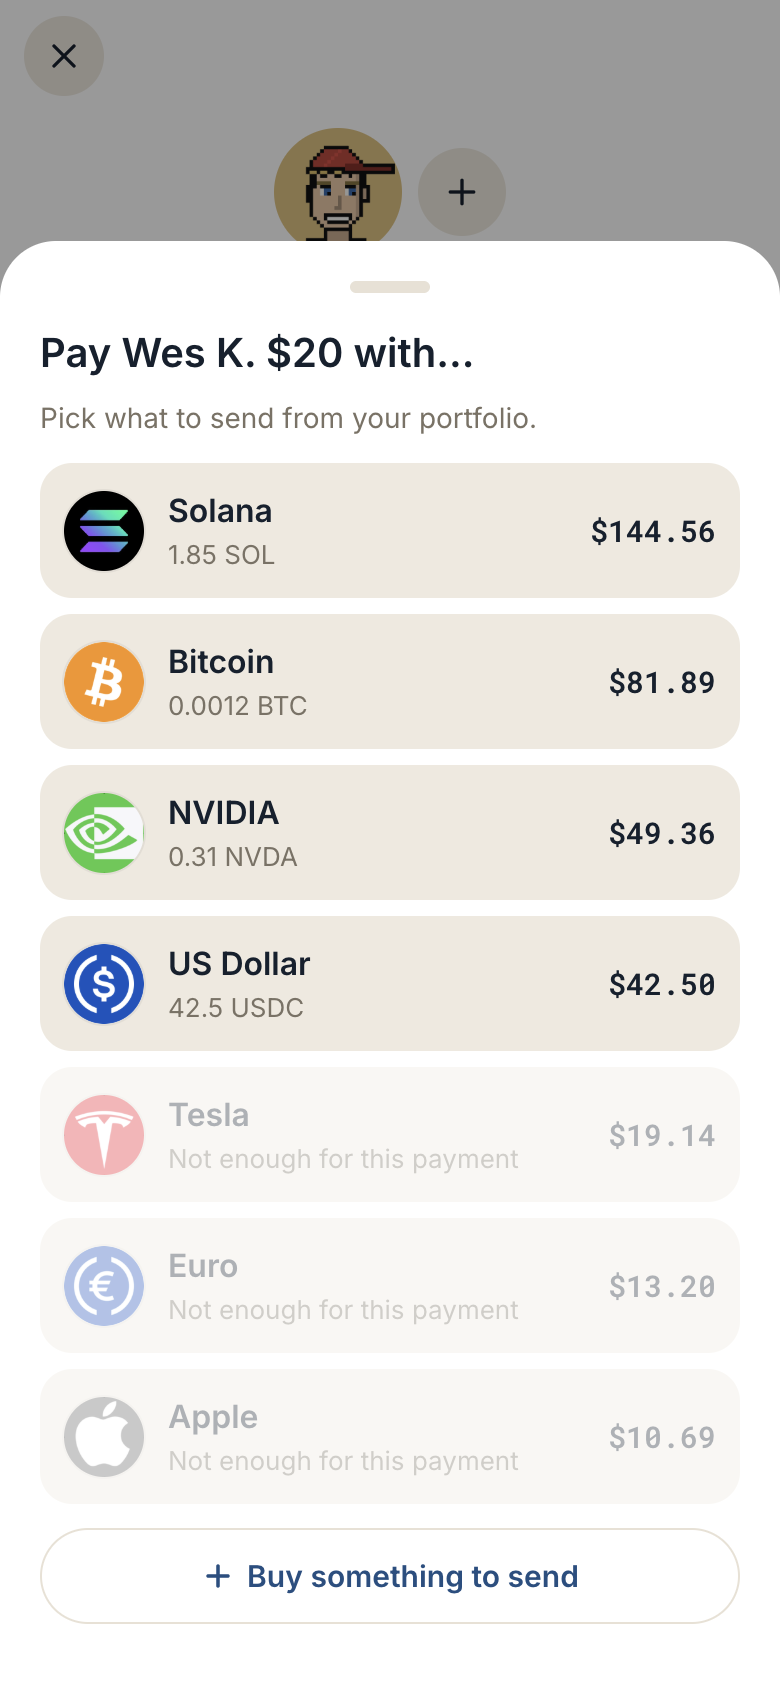 Pay Wes K. $20 with...
Pick what to send from your portfolio.
Solana
1.85 SOL
$144.56
Bitcoin
0.0012 BTC
$81.89
NVIDIA
0.31 NVDA
$49.36
US Dollar
42.5 USDC
$42.50
Tesla
Not enough for this payment
$19.14
Euro
Not enough for this payment
$13.20
Apple
Not enough for this payment
$10.69
+ Buy something to send